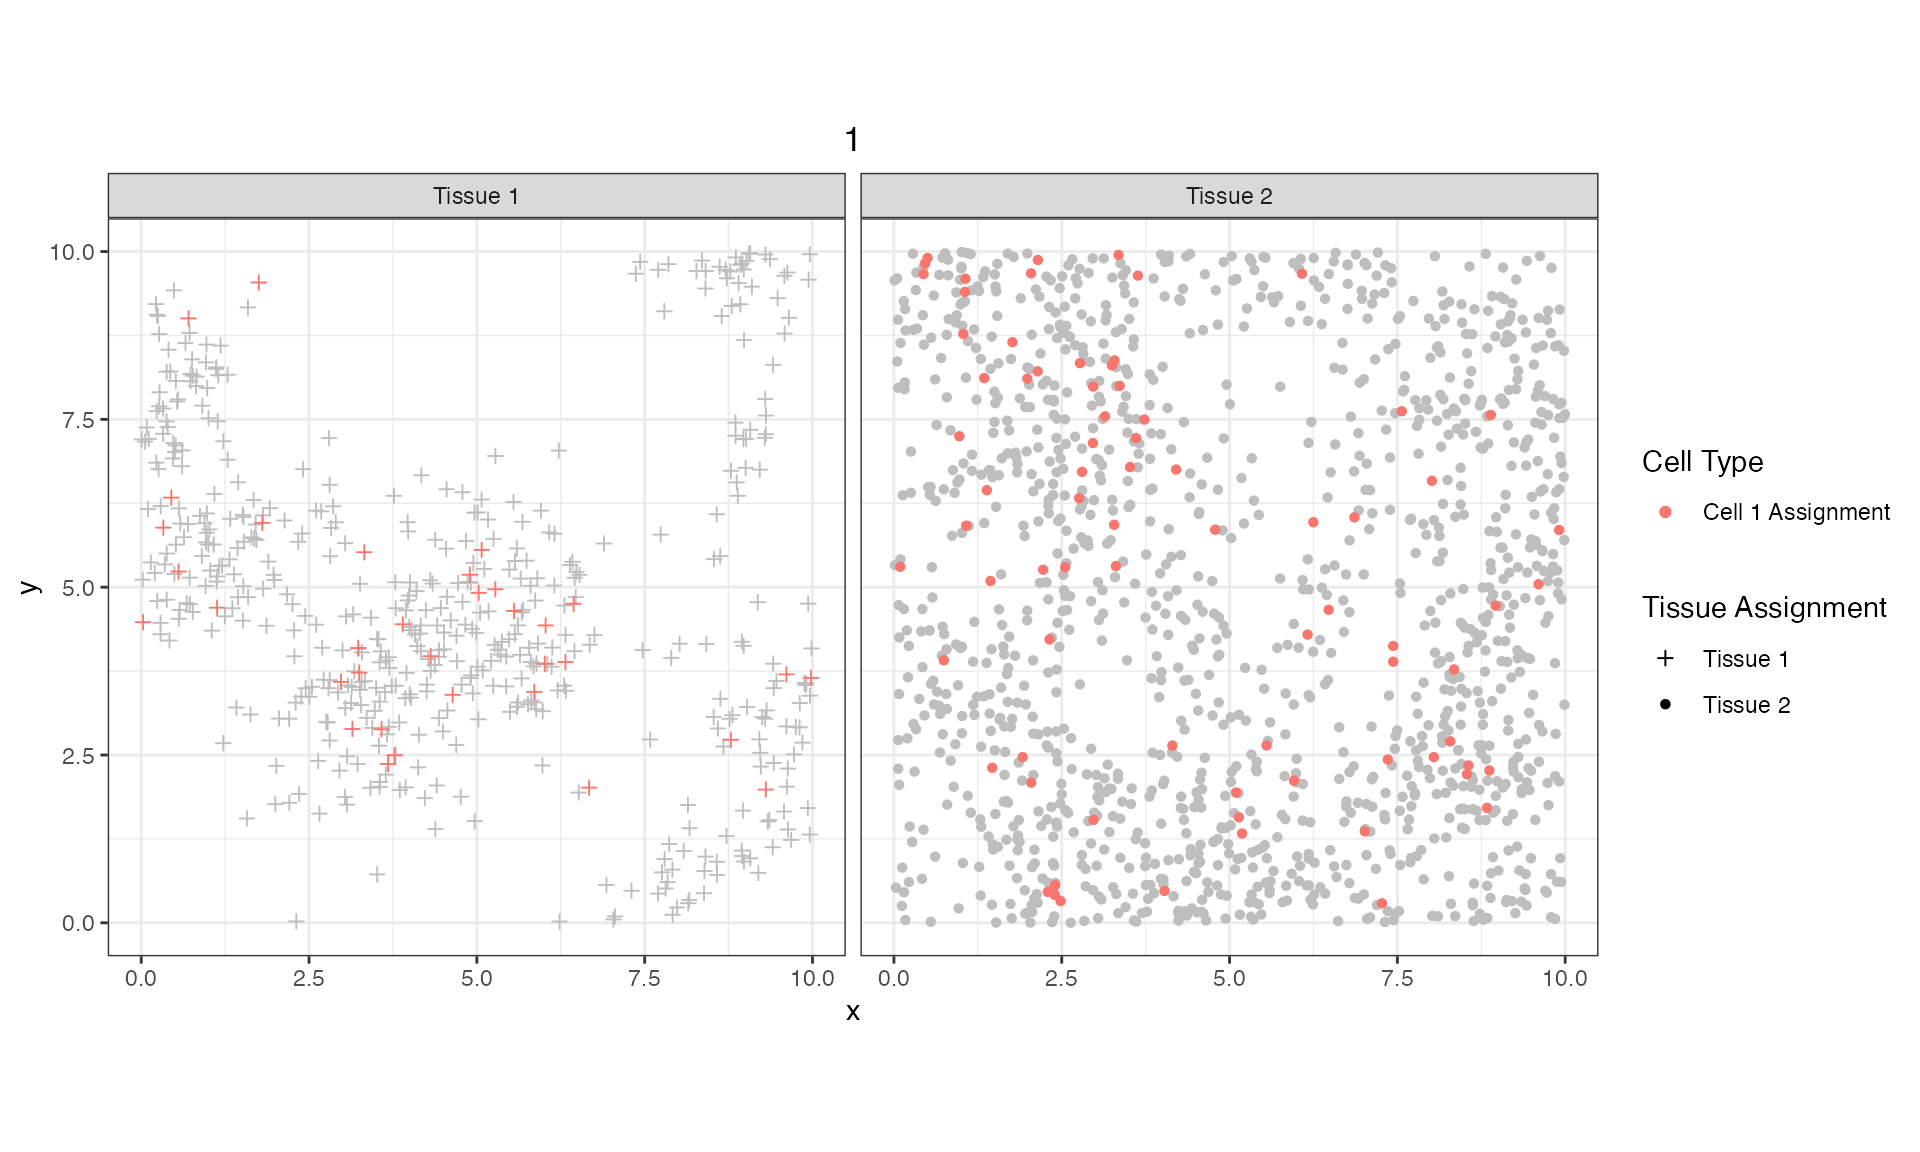 1
Tissue 1
Tissue 2
10.0
7.5
5.0
2.5
0.0
y
0.0 2.5 5.0 7.5 10.0
0.0 2.5 5.0 7.5 10.0
x
Cell Type
Cell 1 Assignment
Tissue Assignment
Tissue 1
Tissue 2